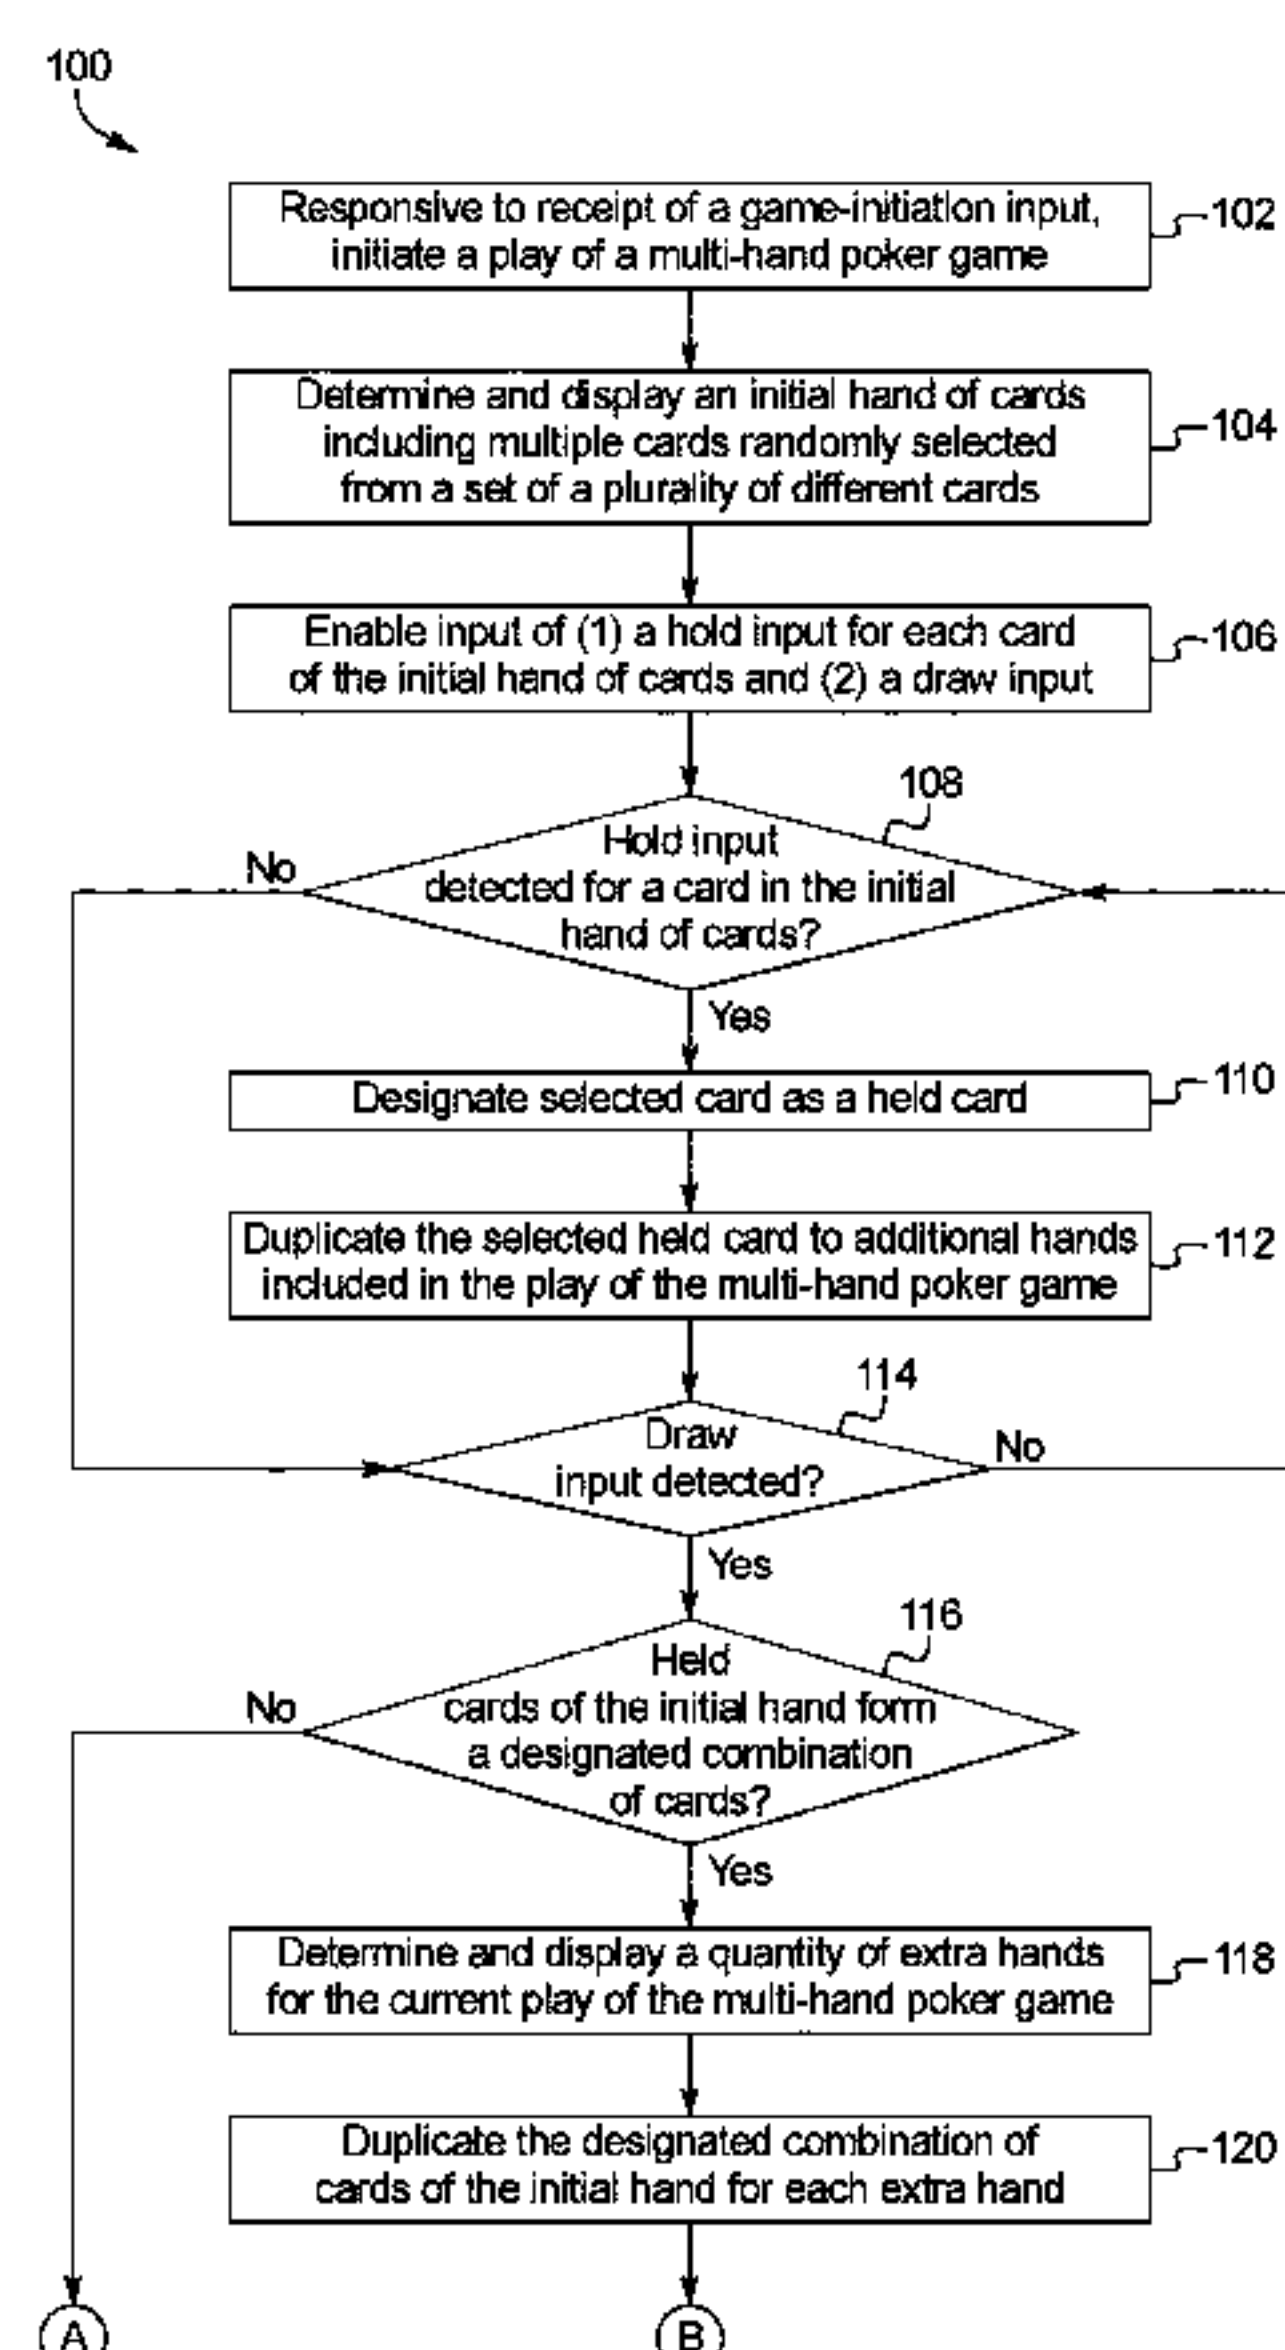 100
Responsive to receipt of a game-initiation input,
initiate a play of a multi-hand poker game
102
Determine and display an initial hand of cards
including multiple cards randomly selected
from a set of a plurality of different cards
104
Enable input of (1) a hold input for each card
of the initial hand of cards and (2) a draw input
106
108
Hold input
detected for a card in the initial
hand of cards?
No
Yes
Designate selected card as a held card
110
Duplicate the selected held card to additional hands
included in the play of the multi-hand poker game
112
114
Draw
input detected?
No
Yes
116
Held
cards of the initial hand form
a designated combination
of cards?
No
Yes
Determine and display a quantity of extra hands
for the current play of the multi-hand poker game
118
Duplicate the designated combination of
cards of the initial hand for each extra hand
120
A
B